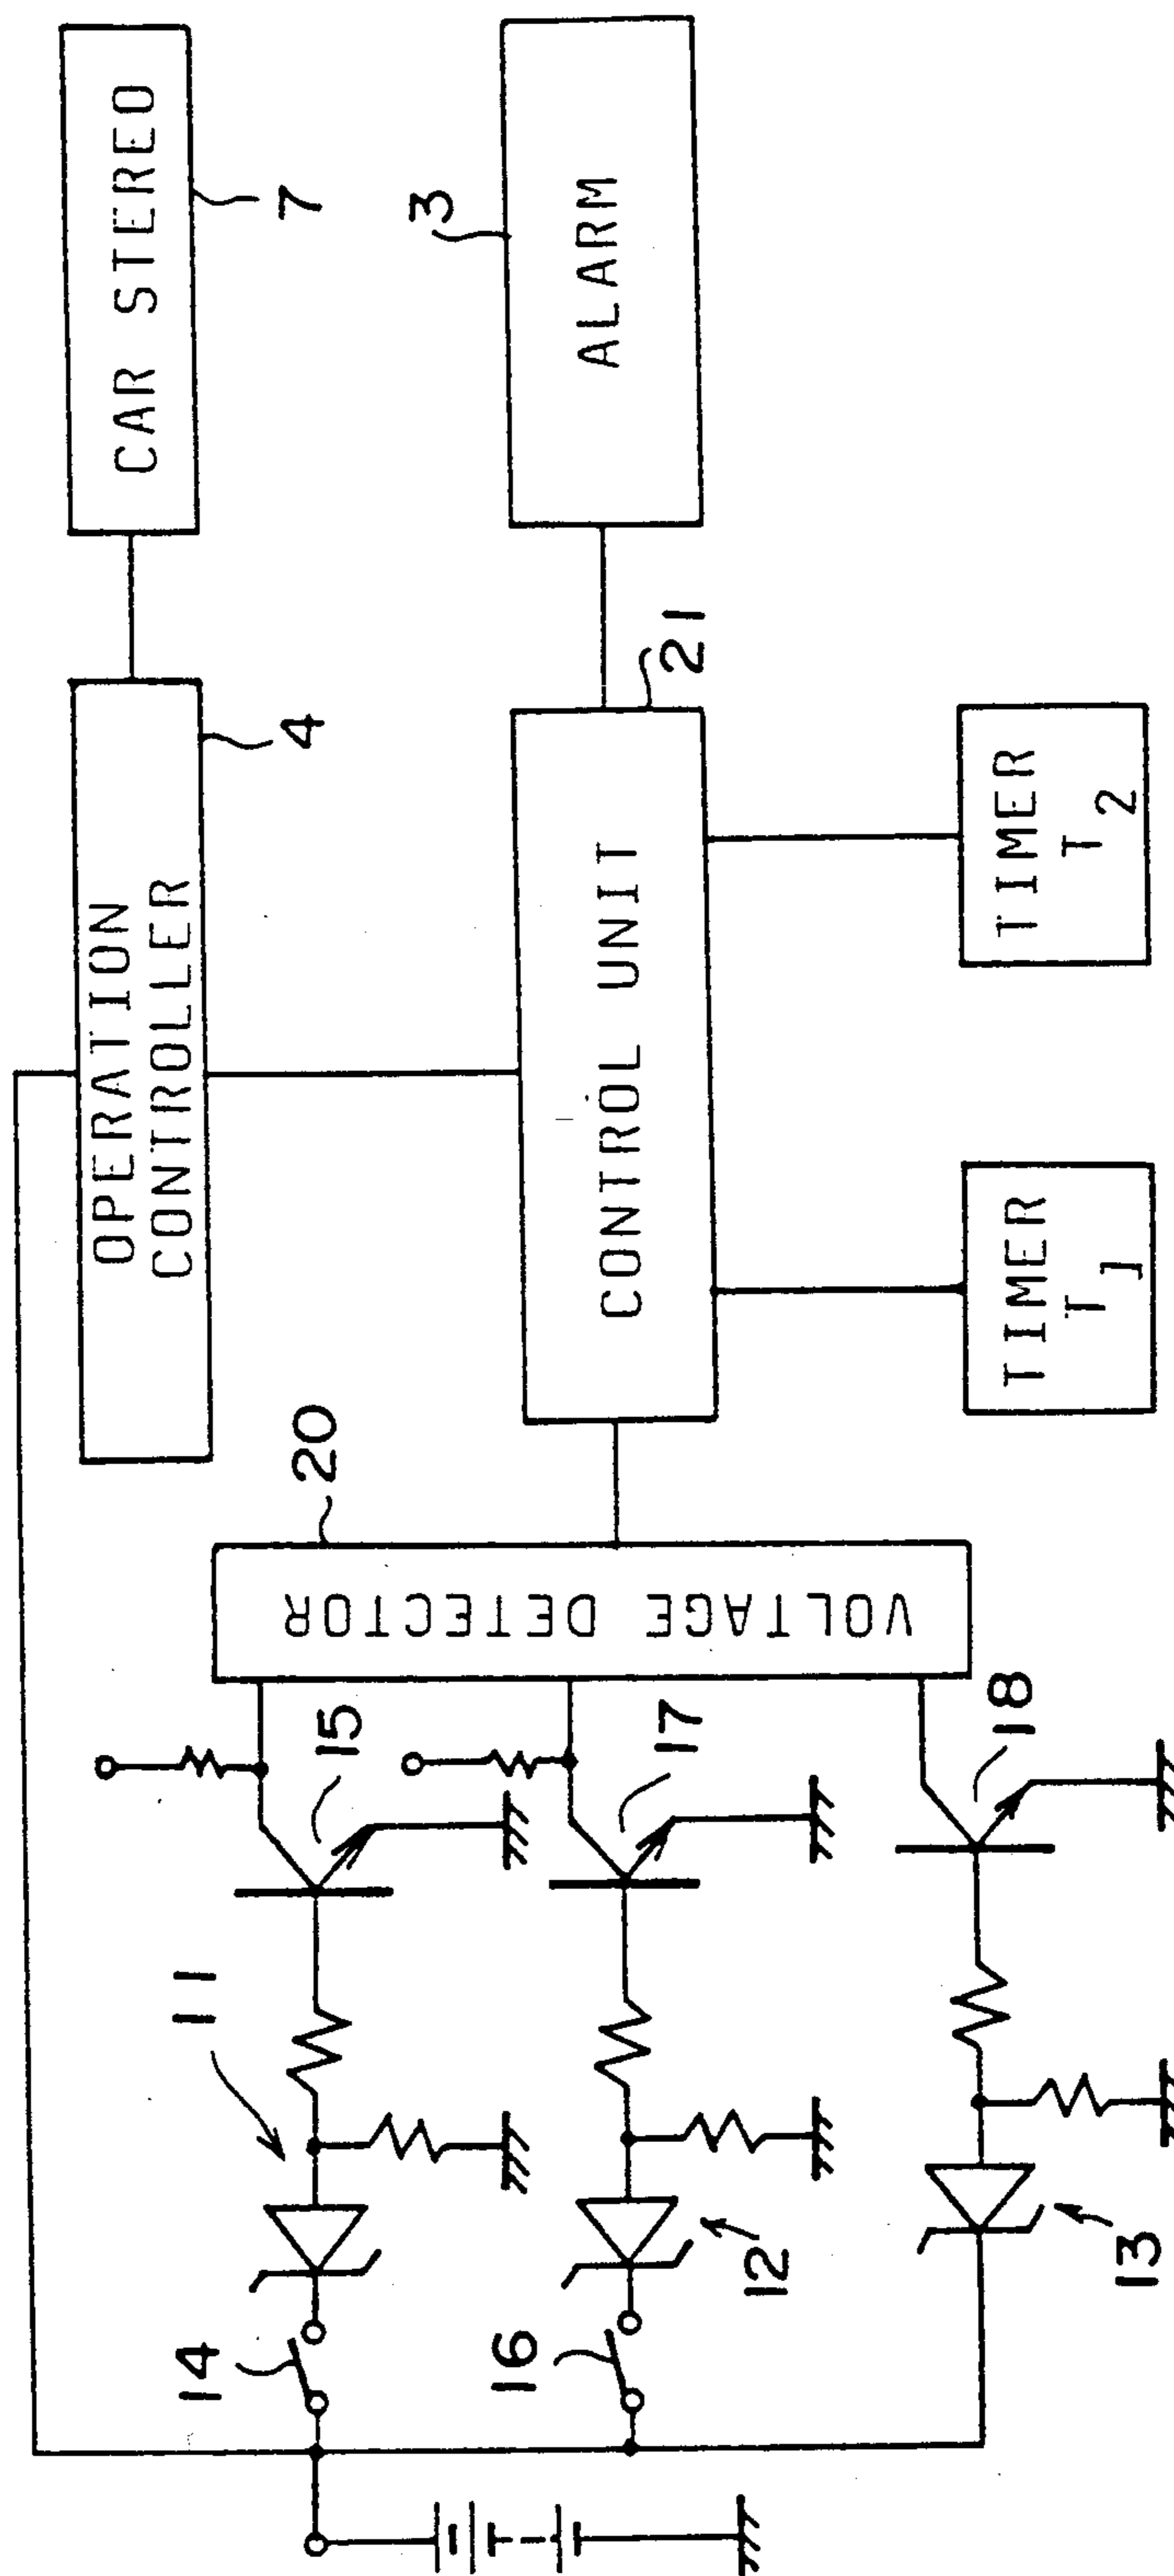 CAR STEREO
7
3
ALARM
OPERATION
CONTROLLER
4
CONTROL UNIT
21
TIMER
T2
TIMER
T1
VOLTAGE DETECTOR
20
15
17
18
11
12
13
14
16